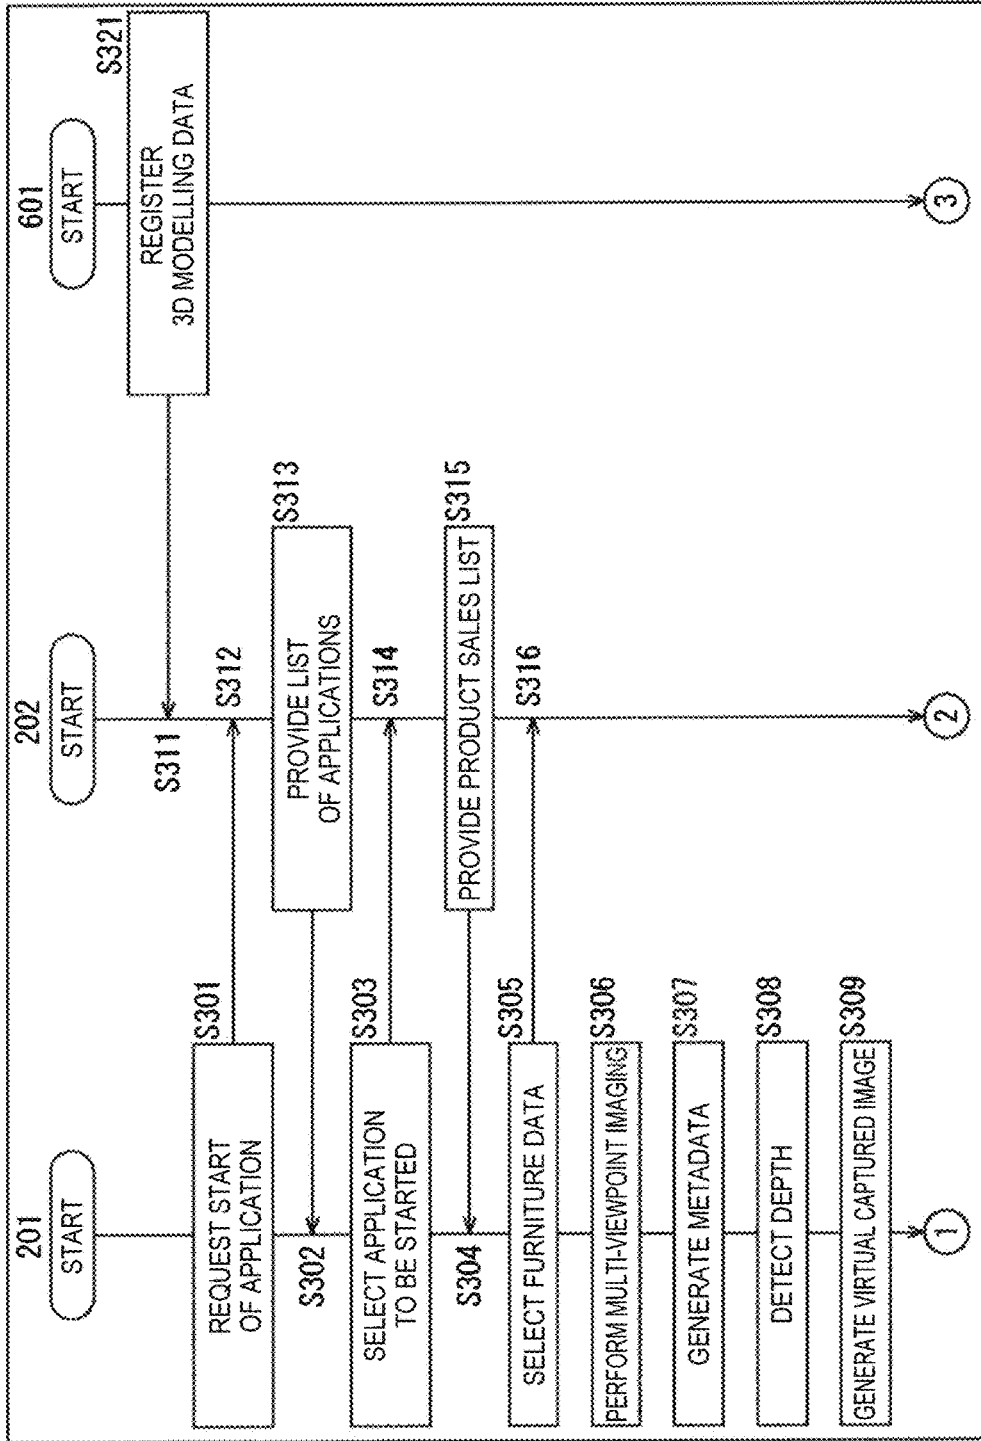 201
START
S301
REQUEST START
OF APPLICATION
S302
S303
SELECT APPLICATION
TO BE STARTED
S304
S305
SELECT FURNITURE DATA
S306
PERFORM MULTI-VIEWPOINT IMAGING
S307
GENERATE METADATA
S308
DETECT DEPTH
S309
GENERATE VIRTUAL CAPTURED IMAGE
1
202
START
S311
S312
S313
PROVIDE LIST
OF APPLICATIONS
S314
S315
PROVIDE PRODUCT SALES LIST
S316
2
601
START
S321
REGISTER
3D MODELLING DATA
3